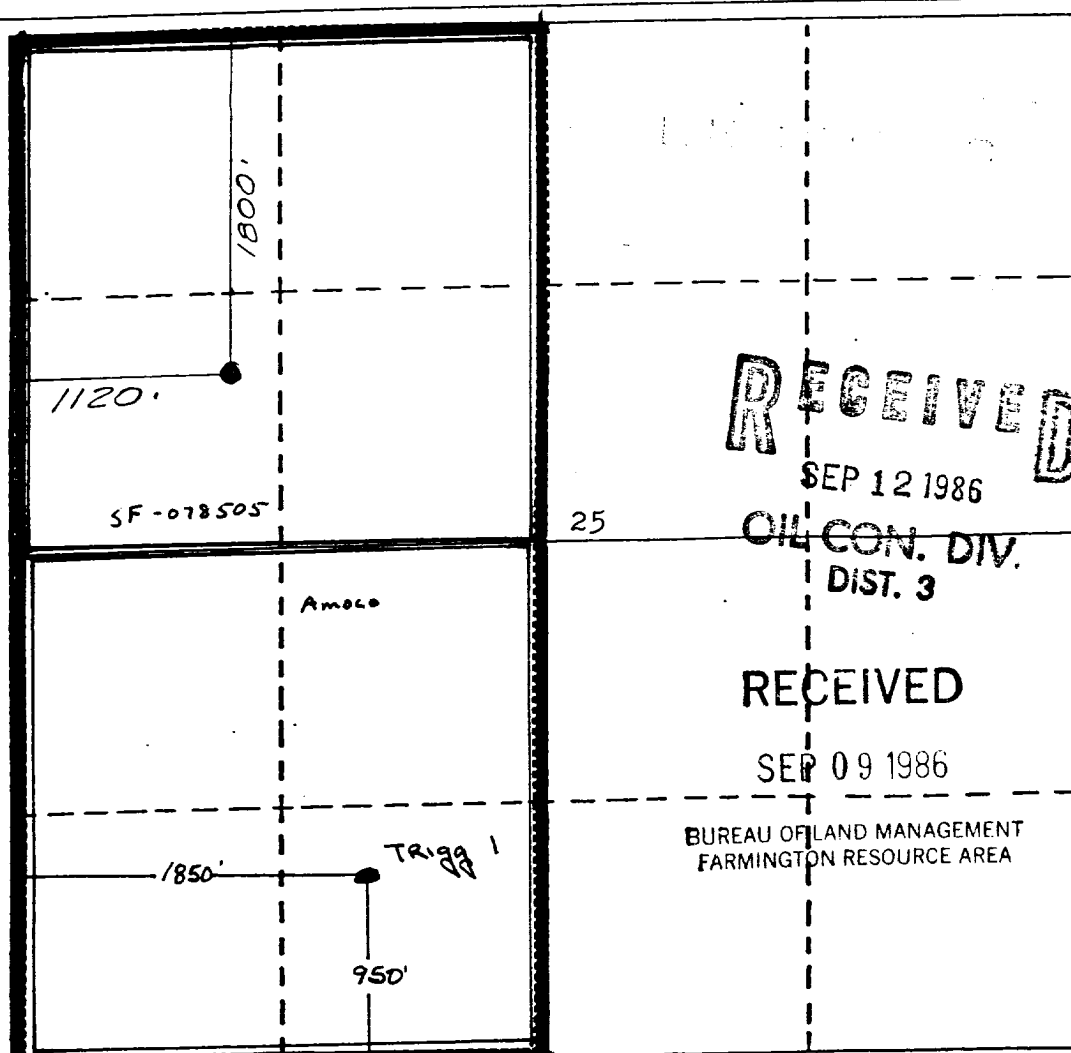 1800'
1120'
SF-078505
25
Amoco
Trigg 1
1850'
950'
RECEIVED
SEP 12 1986
OIL CON. DIV.
DIST. 3
RECEIVED
SEP 09 1986
BUREAU OF LAND MANAGEMENT
FARMINGTON RESOURCE AREA